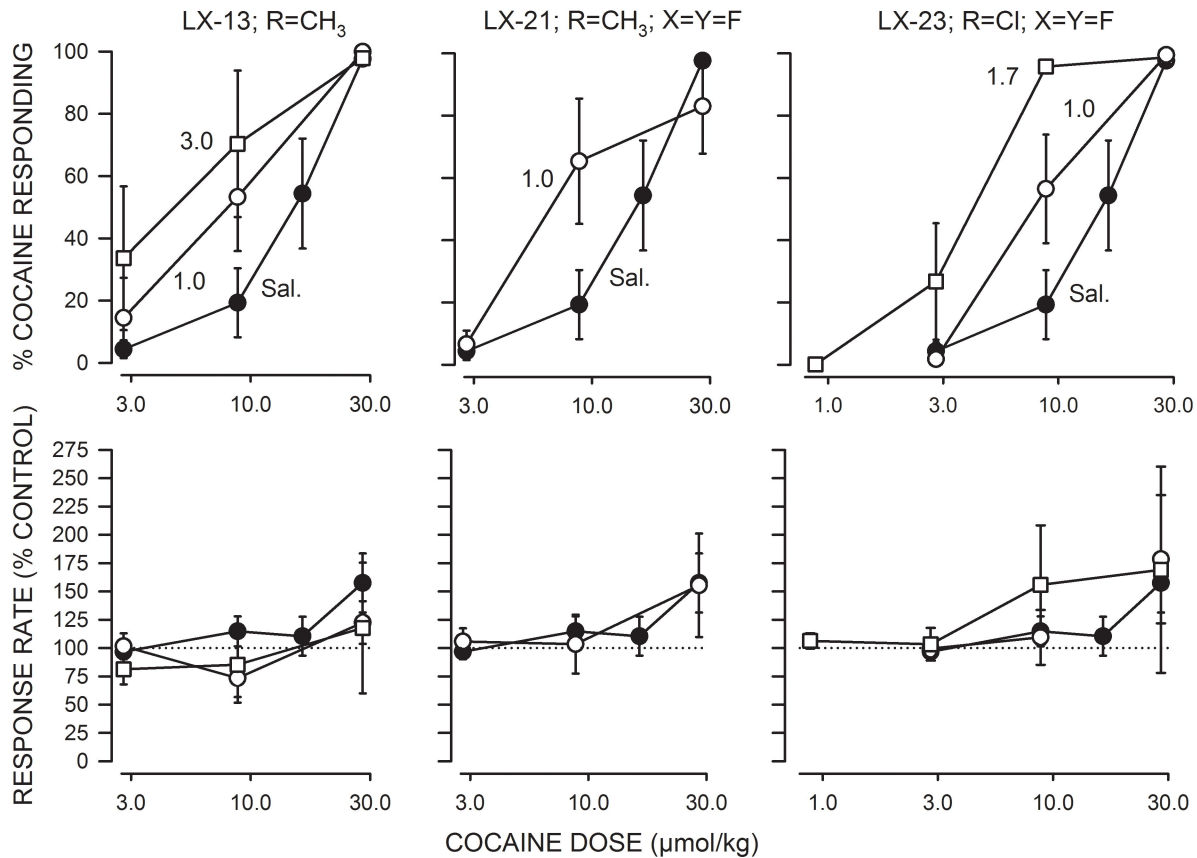 LX-13; R=CH₃
LX-21; R=CH₃; X=Y=F
LX-23; R=Cl; X=Y=F
% COCAINE RESPONDING
100
80
60
40
20
0
3.0
1.0
Sal.
1.0
Sal.
1.7
1.0
Sal.
3.0 10.0 30.0
3.0 10.0 30.0
1.0 3.0 10.0 30.0
RESPONSE RATE (% CONTROL)
275
250
225
200
175
150
125
100
75
50
25
0
3.0 10.0 30.0
3.0 10.0 30.0
1.0 3.0 10.0 30.0
COCAINE DOSE (μmol/kg)